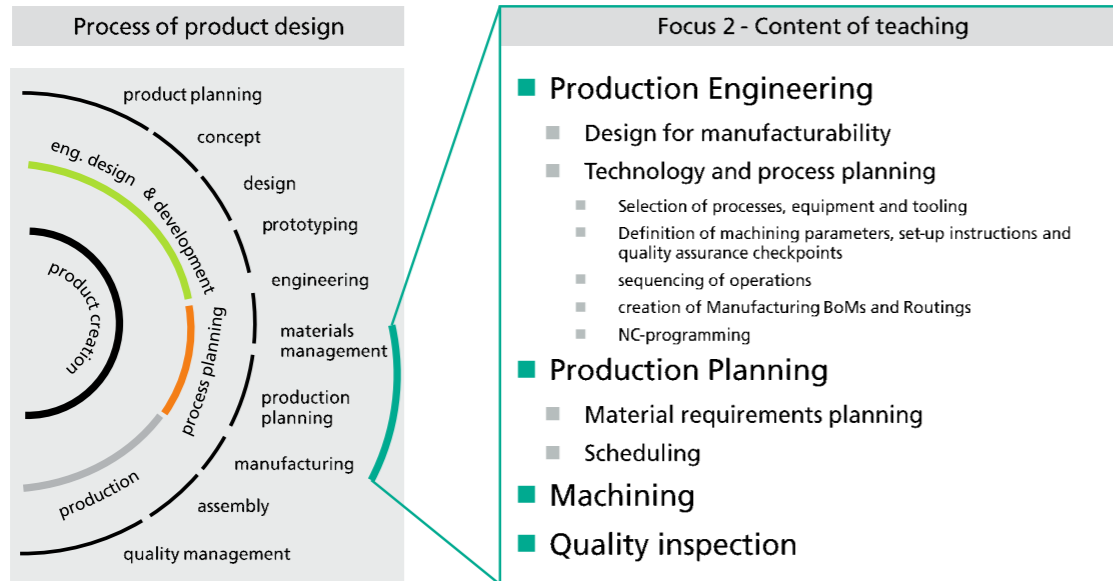 Process of product design
product planning
concept
design
prototyping
engineering
materials
management
production
planning
manufacturing
assembly
quality management
eng. design & development
process planning
production
product creation
Focus 2 - Content of teaching
Production Engineering
Design for manufacturability
Technology and process planning
Selection of processes, equipment and tooling
Definition of machining parameters, set-up instructions and
quality assurance checkpoints
sequencing of operations
creation of Manufacturing BoMs and Routings
NC-programming
Production Planning
Material requirements planning
Scheduling
Machining
Quality inspection